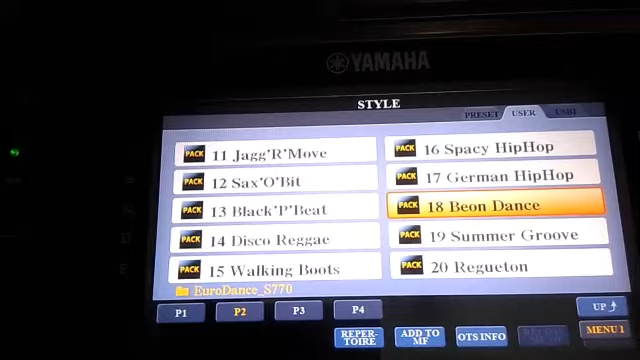 YAMAHA
STYLE
PRESET USER USB1
PACK 11 Jagg'R'Move
PACK 12 Sax'O'Bit
PACK 13 Black'P'Beat
PACK 14 Disco Reggae
PACK 15 Walking Boots
PACK 16 Spacy HipHop
PACK 17 German HipHop
PACK 18 Beon Dance
PACK 19 Summer Groove
PACK 20 Regueton
EuroDance_S770
P1 P2 P3 P4 UP
REPER-
TOIRE
ADD TO
MF
OTS INFO
MENU 1